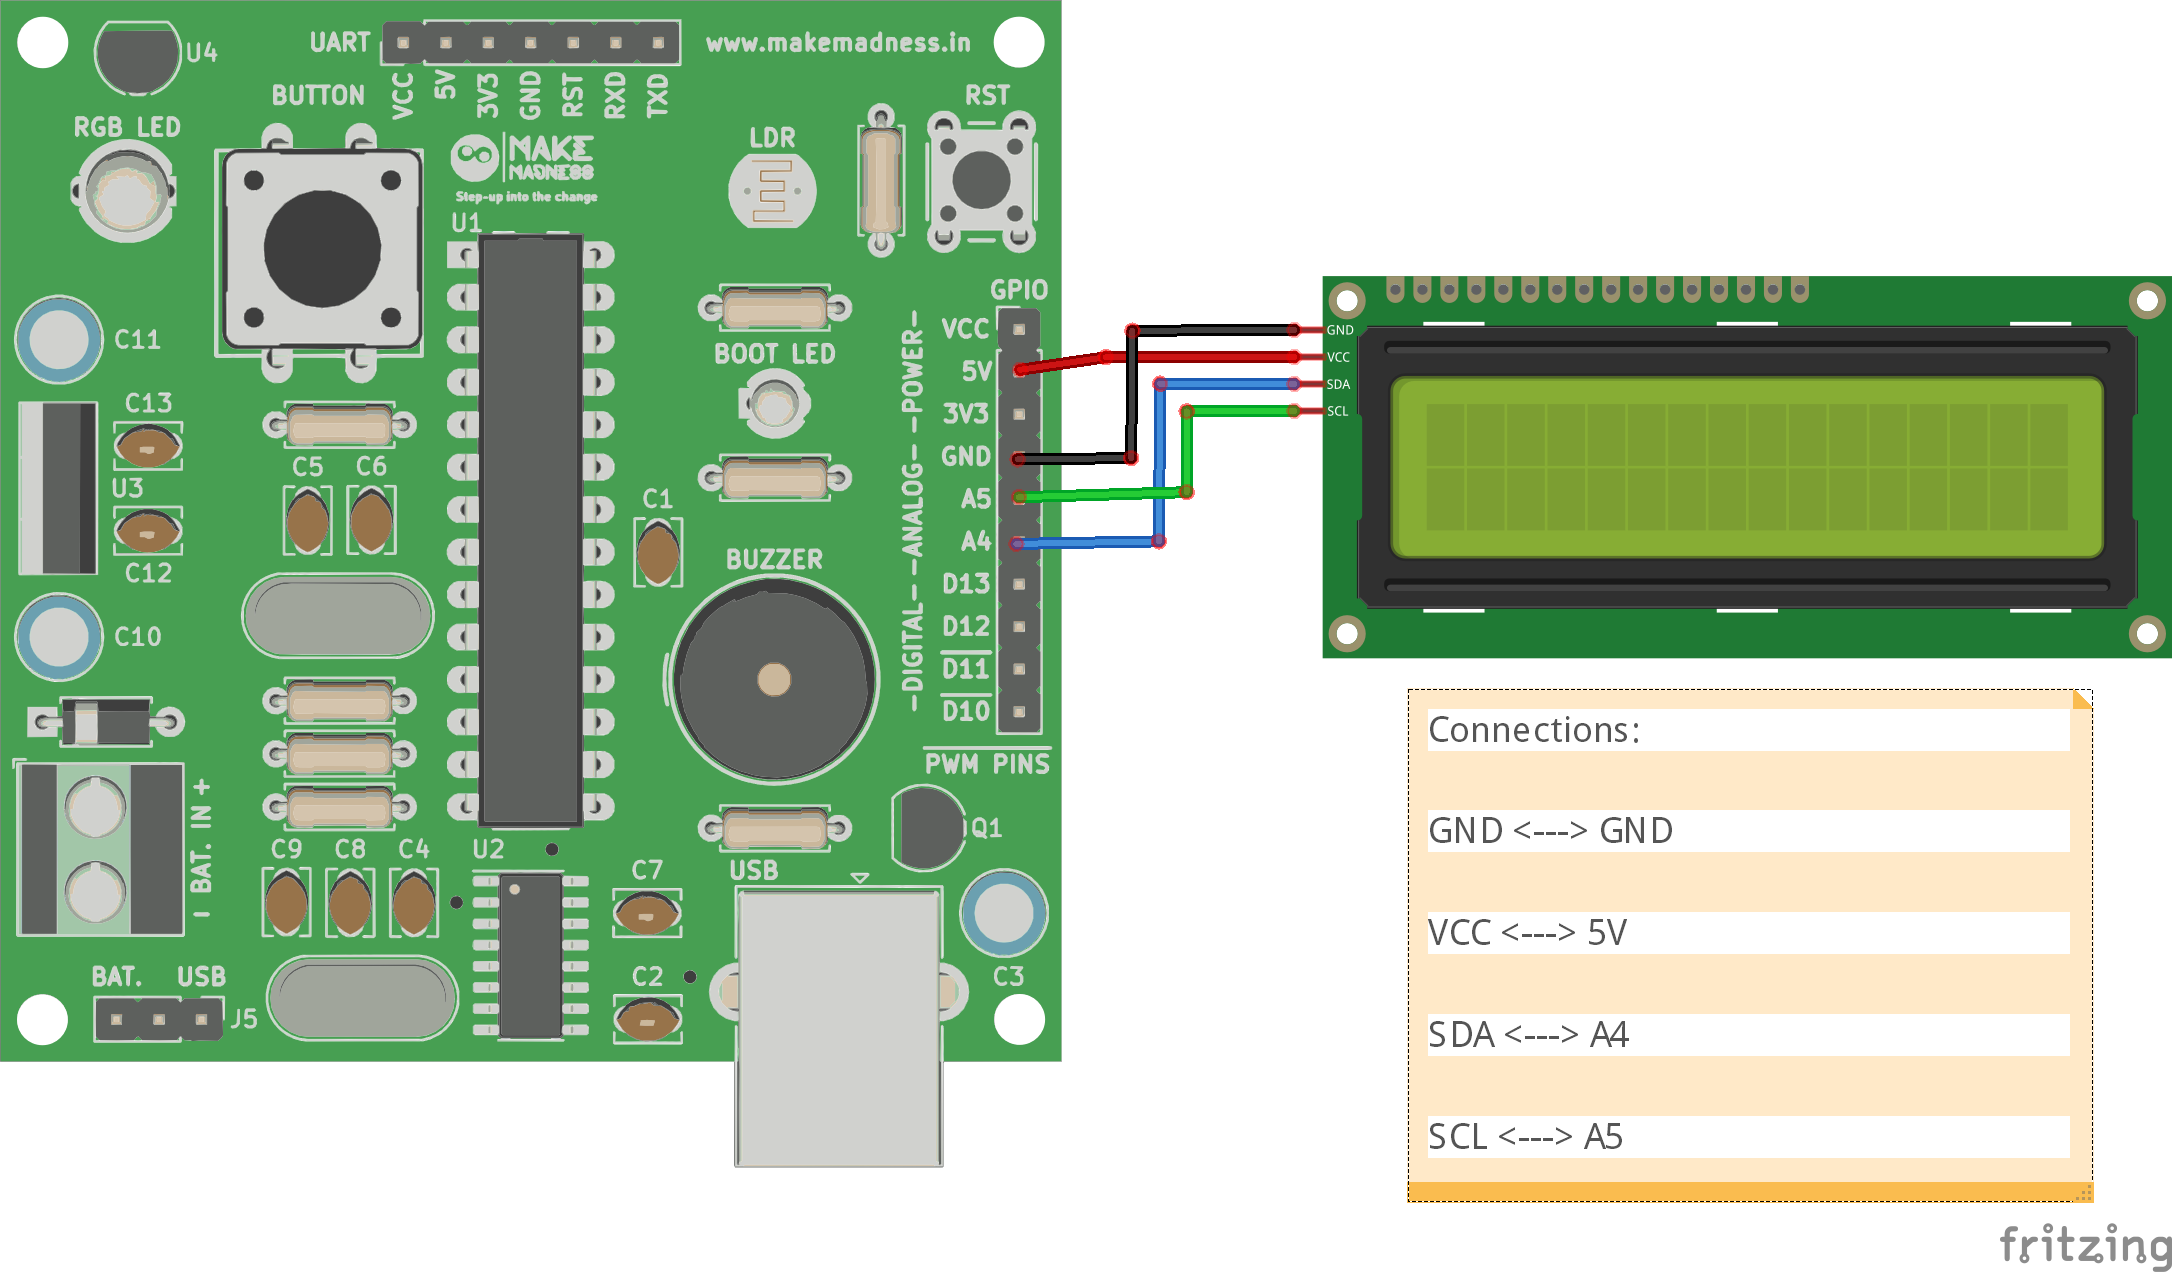 U4
UART
VCC
5V
3V3
GND
RST
RXD
TXD
www.makemadness.in
BUTTON
RGB LED
RST
MAKE
MADNESS
Step-up into the change
LDR
U1
GPIO
VCC
5V
3V3
GND
A5
A4
D13
D12
D11
D10
-DIGITAL- -ANALOG- -POWER-
PWM PINS
C11
BOOT LED
C13
C5
C6
U3
C12
C1
BUZZER
C10
- BAT. IN +
C9
C8
C4
U2
C7
USB
Q1
C2
C3
BAT.
USB
J5
GND
VCC
SDA
SCL
Connections:
GND <---> GND
VCC <---> 5V
SDA <---> A4
SCL <---> A5
fritzing